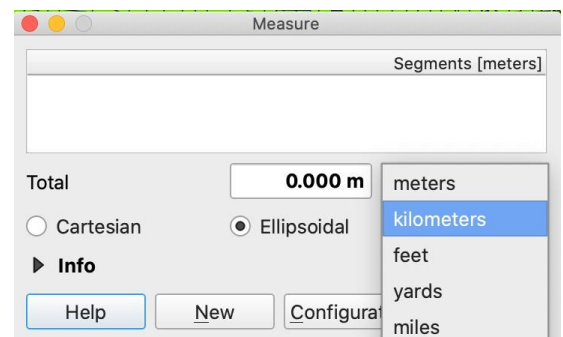 Measure
Segments [meters]
Total
0.000 m
meters
Cartesian
Ellipsoidal
kilometers
Info
feet
yards
Help
New
Configurat
miles